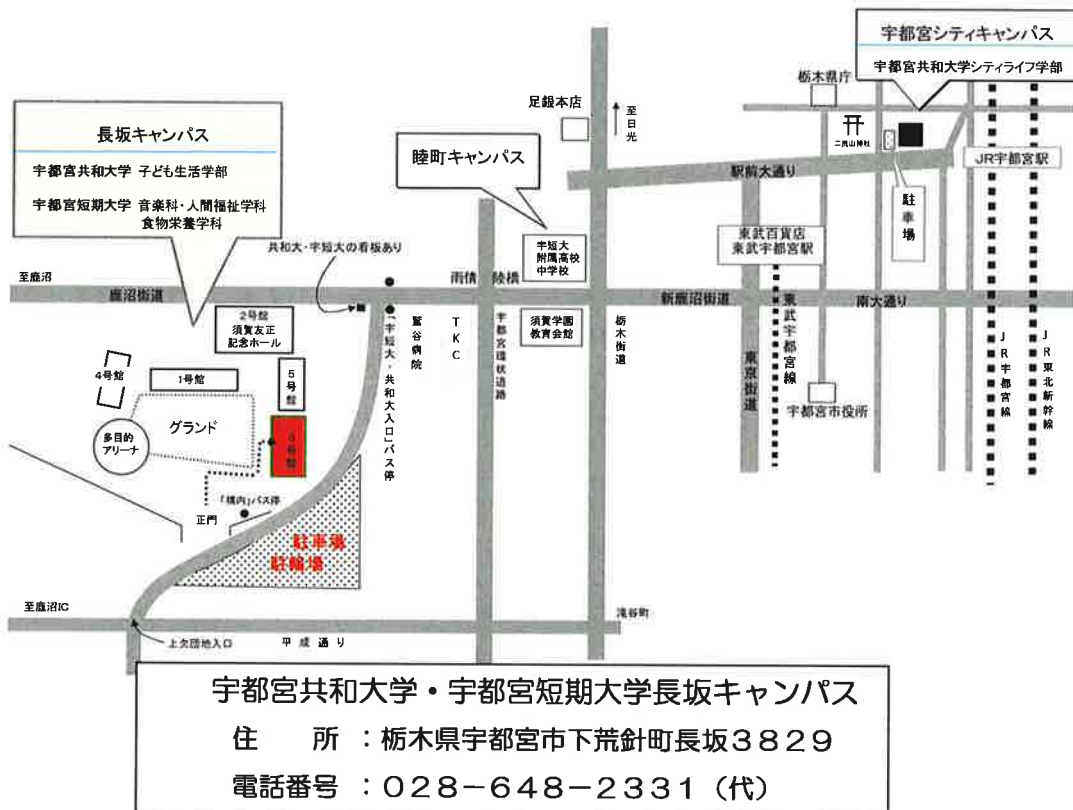 宇都宮シティキャンパス
宇都宮共和大学シティライフ学部
栃木県庁
足銀本店
至日光
二荒山神社
JR宇都宮駅
駅前大通り
駐車場
長坂キャンパス
宇都宮共和大学 子ども生活学部
宇都宮短期大学 音楽科・人間福祉学科
食物栄養学科
睦町キャンパス
東武百貨店
東武宇都宮駅
宇短大
附属高校
中学校
共和大・宇短大の看板あり
至鹿沼
鹿沼街道
雨情陸橋
新鹿沼街道
南大通り
2号館
須賀友正
記念ホール
「宇短大・共和大入口」バス停
鷲谷病院
TKC
宇都宮環状道路
須賀学園
教育会館
栃木街道
東京街道
東武宇都宮線
JR宇都宮線
JR東北新幹線
4号館
1号館
5号館
宇都宮市役所
グランド
多目的
アリーナ
号館
「構内」バス停
正門
駐車場
駐輪場
至鹿沼IC
滝谷町
上欠団地入口
平成通り
宇都宮共和大学・宇都宮短期大学長坂キャンパス
住 所 :栃木県宇都宮市下荒針町長坂3829
電話番号 :028-648-2331(代)